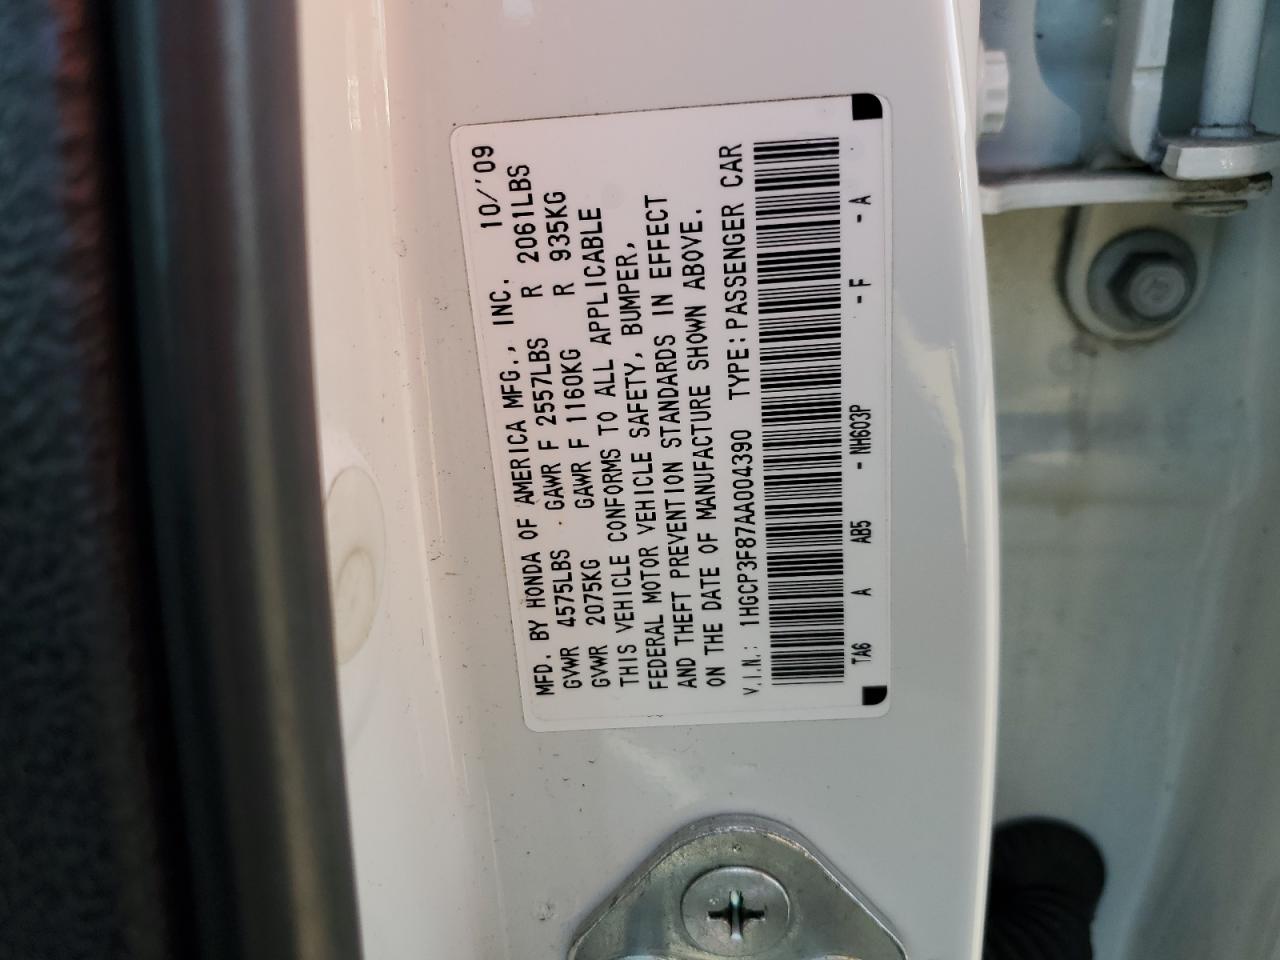 MFD. BY HONDA OF AMERICA MFG., INC. 10/'09
GVWR 4575LBS GAWR F 2557LBS R 2061LBS
GVWR 2075KG GAWR F 1160KG R 935KG
THIS VEHICLE CONFORMS TO ALL APPLICABLE
FEDERAL MOTOR VEHICLE SAFETY, BUMPER,
AND THEFT PREVENTION STANDARDS IN EFFECT
ON THE DATE OF MANUFACTURE SHOWN ABOVE.
V.I.N.: 1HGCP3F87AA004390 TYPE:PASSENGER CAR
TA6 A AB5 - NH603P - F - A